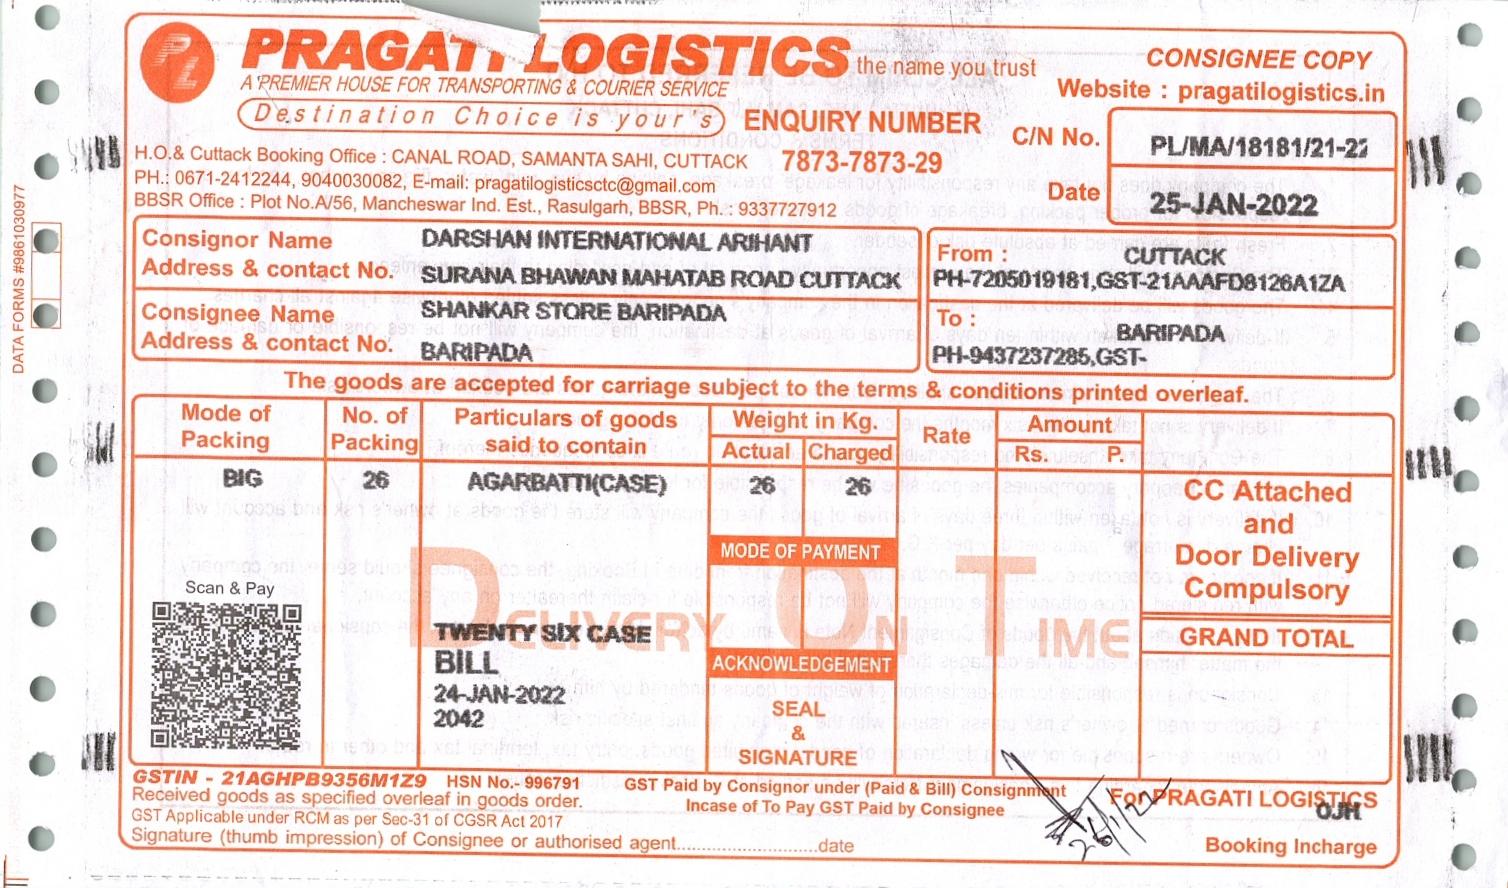 PRAGATI LOGISTICS the name you trust
A PREMIER HOUSE FOR TRANSPORTING & COURIER SERVICE
Destination Choice is your's
ENQUIRY NUMBER
7873-7873-29
CONSIGNEE COPY
Website : pragatilogistics.in
C/N No. PL/MA/18181/21-22
Date 25-JAN-2022
H.O.& Cuttack Booking Office : CANAL ROAD, SAMANTA SAHI, CUTTACK
PH.: 0671-2412244, 9040030082, E-mail: pragatilogisticsctc@gmail.com
BBSR Office : Plot No.A/56, Mancheswar Ind. Est., Rasulgarh, BBSR, Ph.: 9337727912
DATA FORMS #9861030977
Consignor Name DARSHAN INTERNATIONAL ARIHANT
Address & contact No. SURANA BHAWAN MAHATAB ROAD CUTTACK
From : CUTTACK
PH-7205019181,GST-21AAAFD8126A1ZA
Consignee Name SHANKAR STORE BARIPADA
Address & contact No. BARIPADA
To : BARIPADA
PH-9437237285,GST-
The goods are accepted for carriage subject to the terms & conditions printed overleaf.
Mode of Packing
No. of Packing
Particulars of goods said to contain
Weight in Kg.
Actual Charged
Rate
Amount
Rs. P.
BIG 26 AGARBATTI(CASE) 26 26
CC Attached
and
Door Delivery
Compulsory
MODE OF PAYMENT
Scan & Pay
DELIVERY ON TIME
TWENTY SIX CASE
BILL
24-JAN-2022
2042
GRAND TOTAL
ACKNOWLEDGEMENT
SEAL
&
SIGNATURE
GSTIN - 21AGHPB9356M1Z9 HSN No.- 996791
GST Paid by Consignor under (Paid & Bill) Consignment
Incase of To Pay GST Paid by Consignee
Received goods as specified overleaf in goods order.
GST Applicable under RCM as per Sec-31 of CGSR Act 2017
Signature (thumb impression) of Consignee or authorised agent..............................date
26/1/22
For PRAGATI LOGISTICS
OJH
Booking Incharge